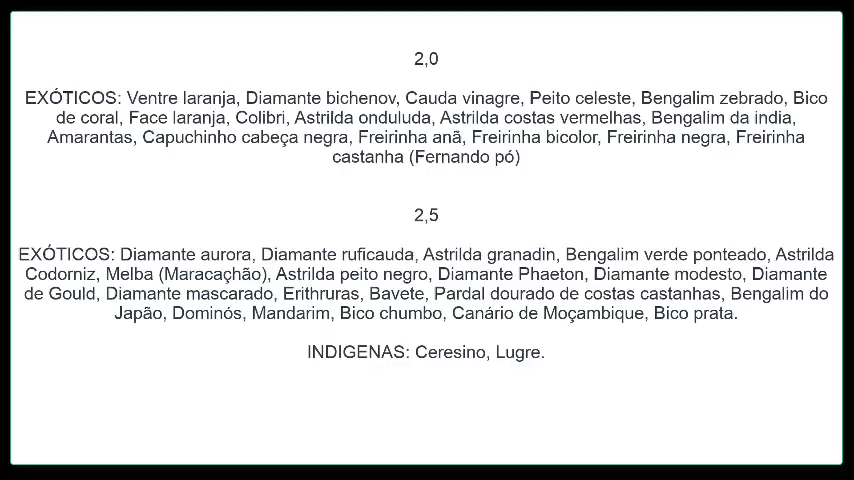 2,0
EXÓTICOS: Ventre laranja, Diamante bichenov, Cauda vinagre, Peito celeste, Bengalim zebrado, Bico
de coral, Face laranja, Colibri, Astrilda onduluda, Astrilda costas vermelhas, Bengalim da india,
Amarantas, Capuchinho cabeça negra, Freirinha anã, Freirinha bicolor, Freirinha negra, Freirinha
castanha (Fernando pó)
2,5
EXÓTICOS: Diamante aurora, Diamante ruficauda, Astrilda granadin, Bengalim verde ponteado, Astrilda
Codorniz, Melba (Maracaçhão), Astrilda peito negro, Diamante Phaeton, Diamante modesto, Diamante
de Gould, Diamante mascarado, Erithruras, Bavete, Pardal dourado de costas castanhas, Bengalim do
Japão, Dominós, Mandarim, Bico chumbo, Canário de Moçambique, Bico prata.
INDIGENAS: Ceresino, Lugre.